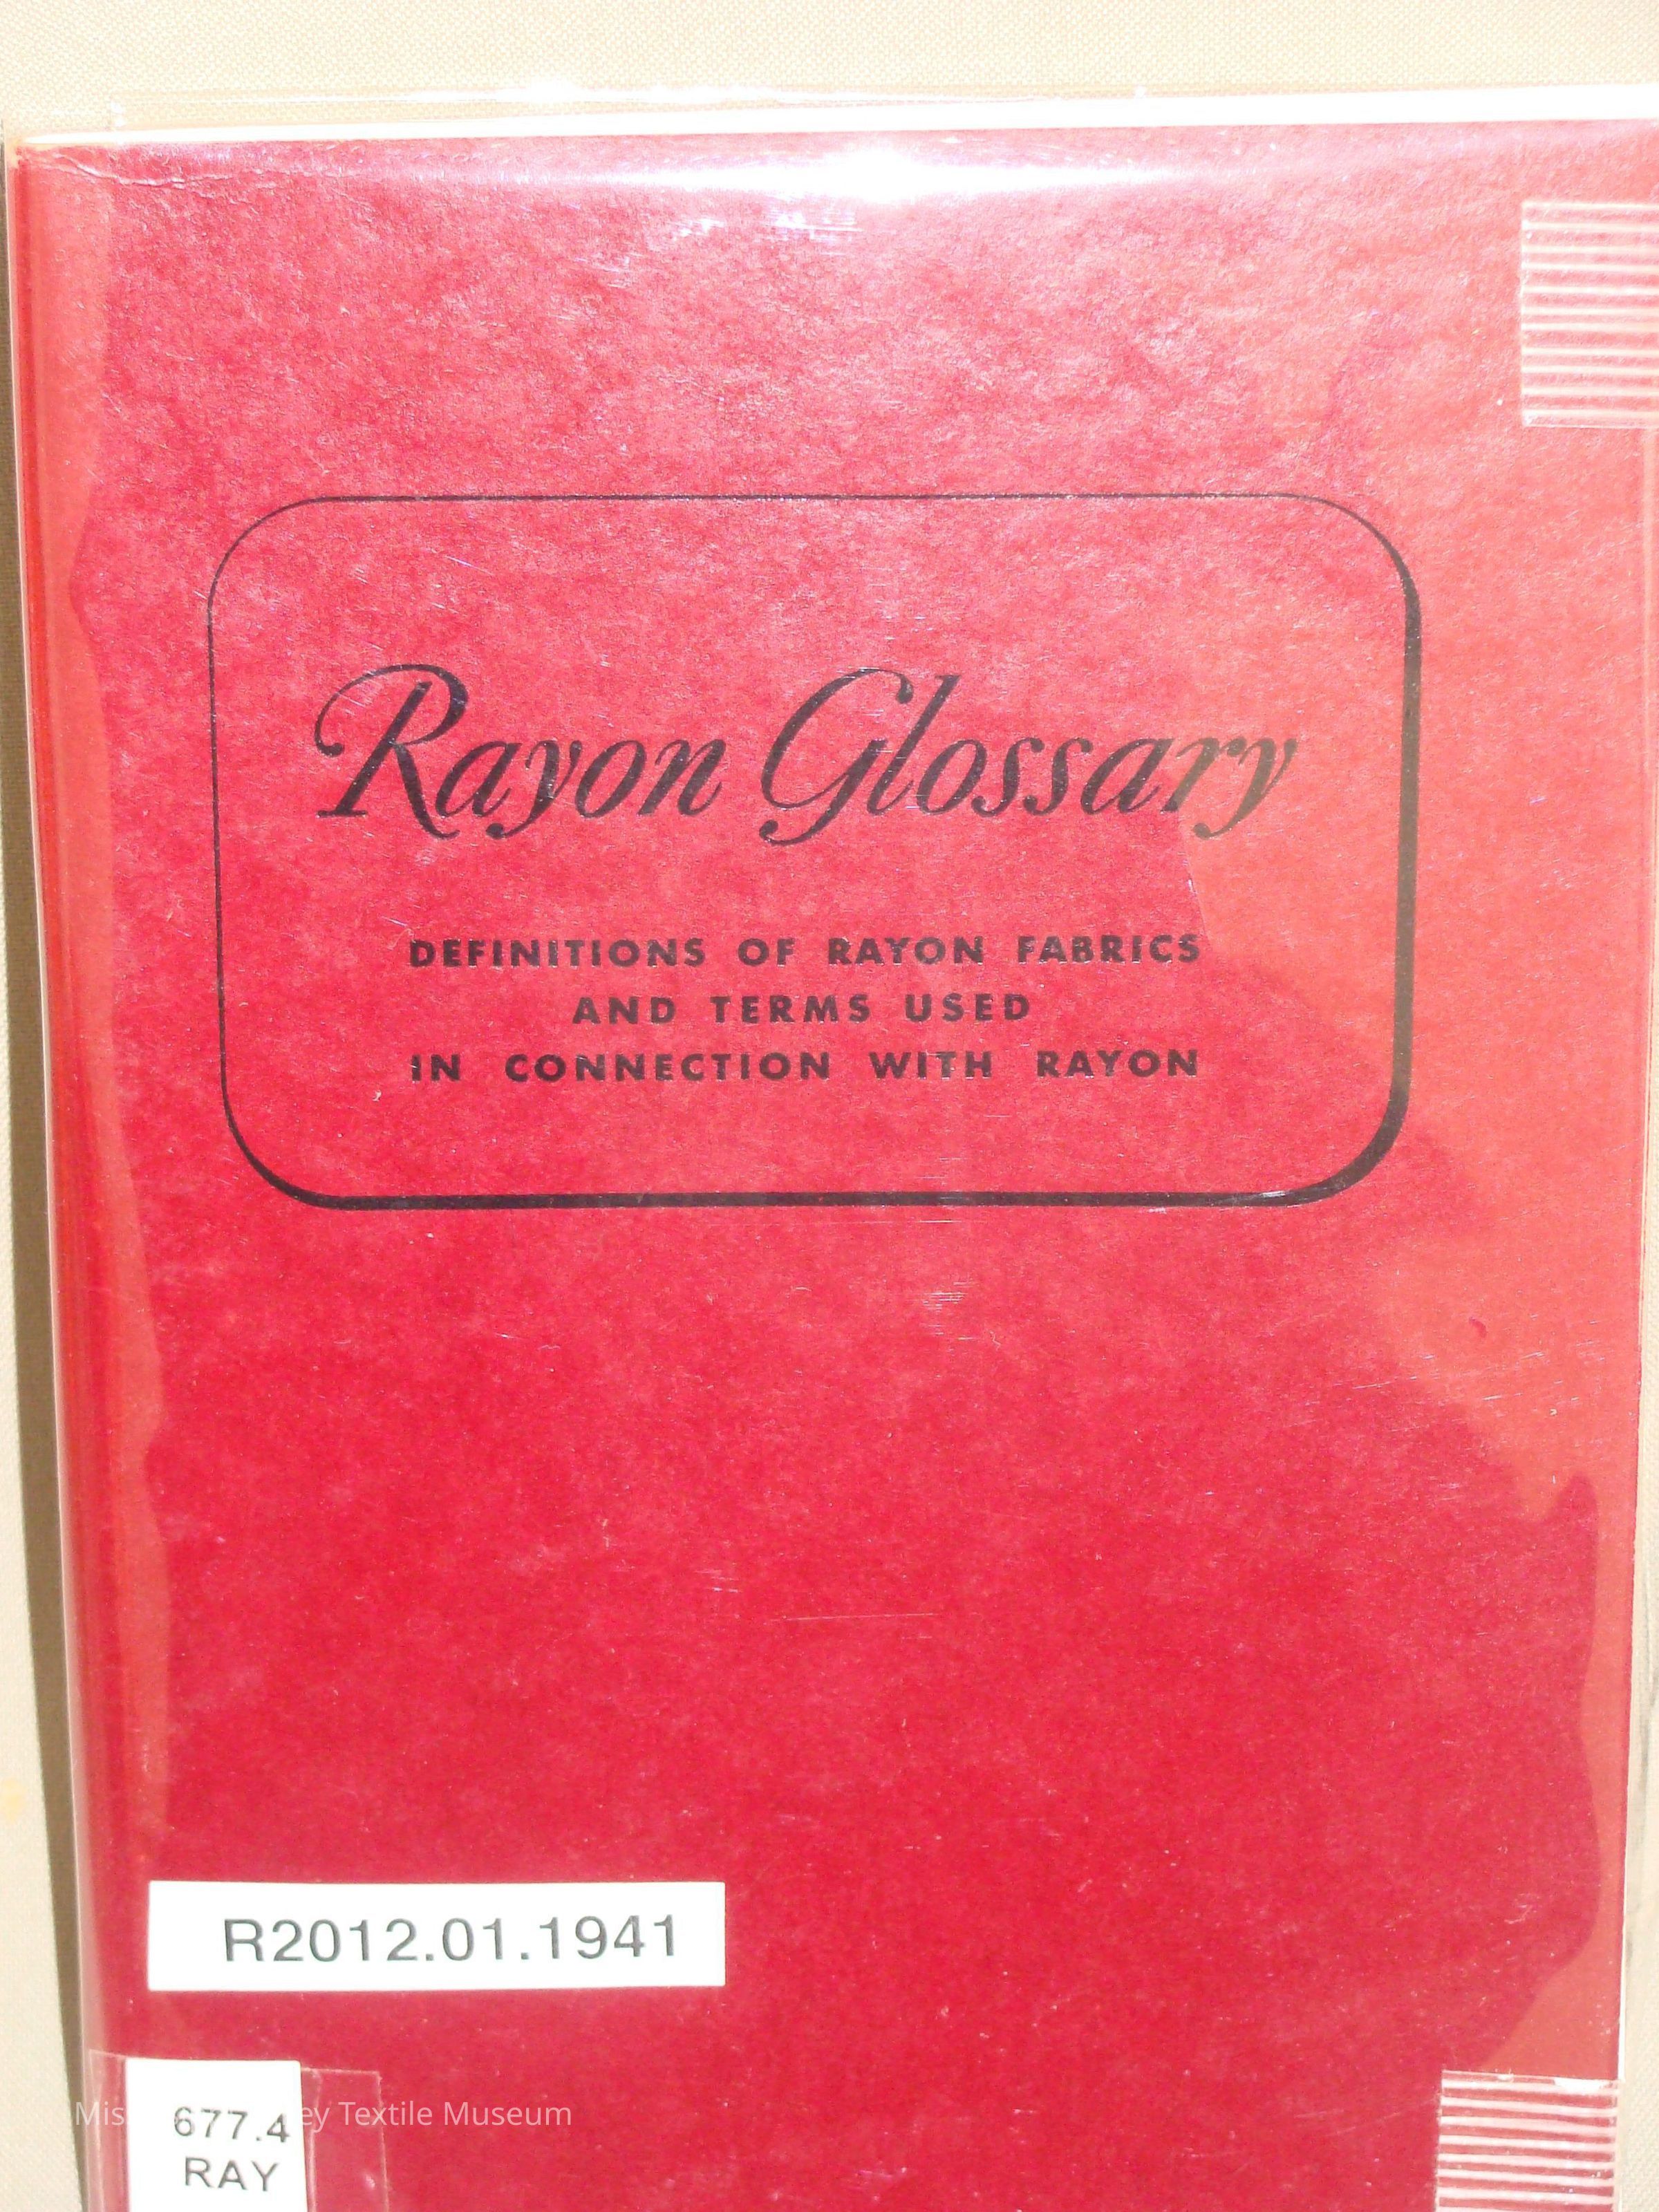 Rayon Glossary
DEFINITIONS OF RAYON FABRICS
AND TERMS USED
IN CONNECTION WITH RAYON
R2012.01.1941
677.4
RAY
Textile Museum